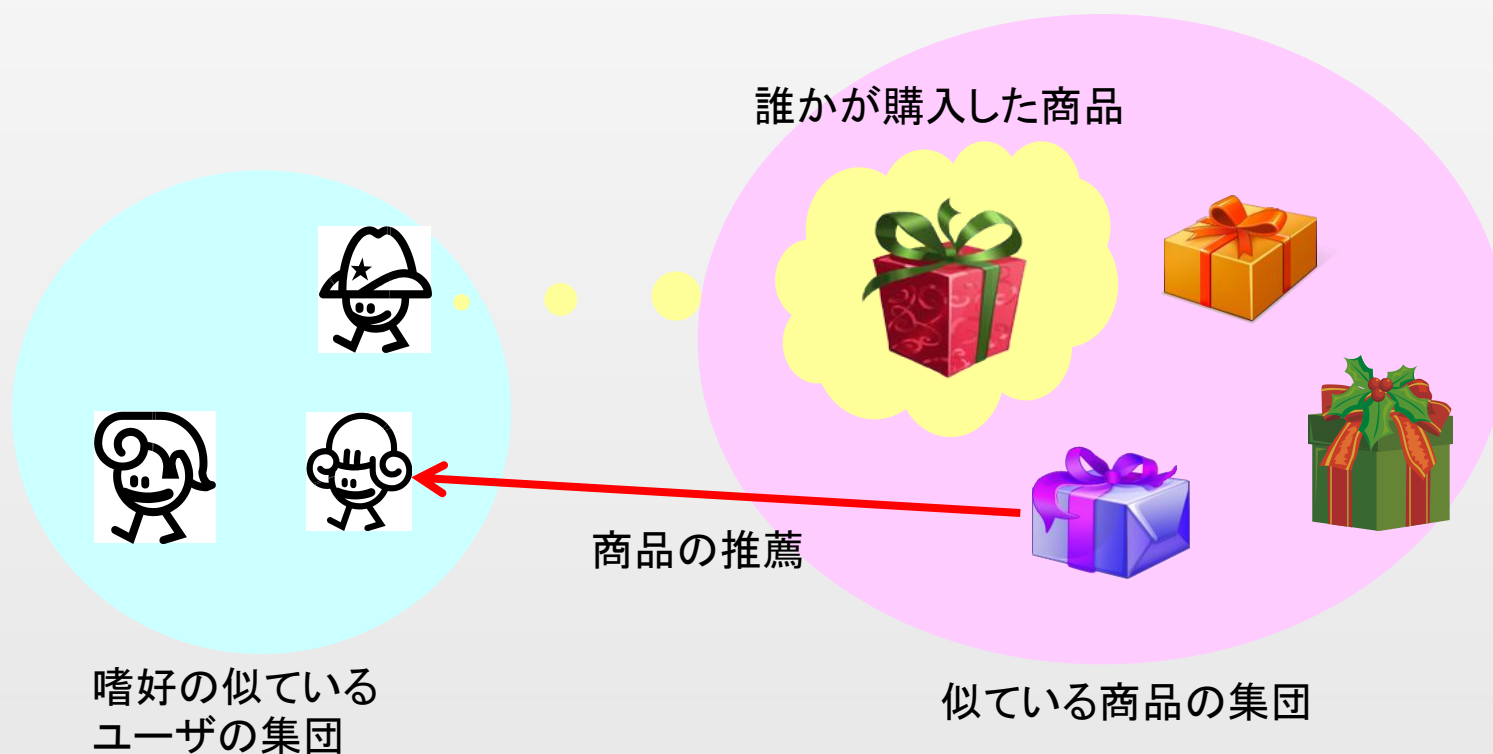 誰かが購入した商品
商品の推薦
嗜好の似ている
ユーザの集団
似ている商品の集団